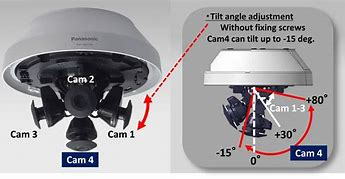 Panasonic
Cam 2
Cam 3
Cam 1
Cam 4
• Tilt angle adjustment
Without fixing screws
Cam4 can tilt up to -15 deg.
Cam 1-3
+80°
+30°
-15°
0°
Cam 4